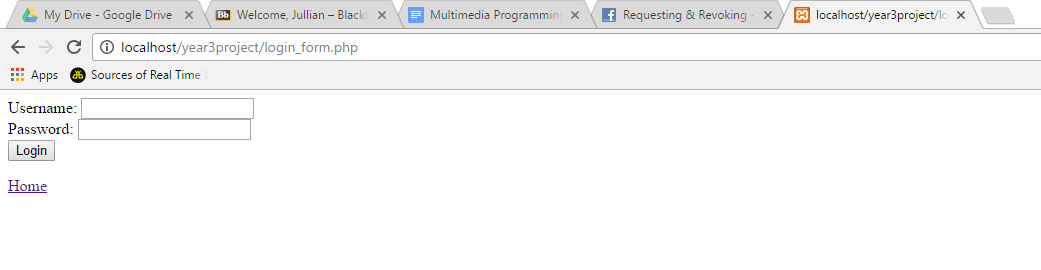 My Drive - Google Drive
Welcome, Jullian – Blackb
Multimedia Programming
Requesting & Revoking -
localhost/year3project/lo
localhost/year3project/login_form.php
Apps
Sources of Real Time
Bb
Username:
Password:
Login
Home